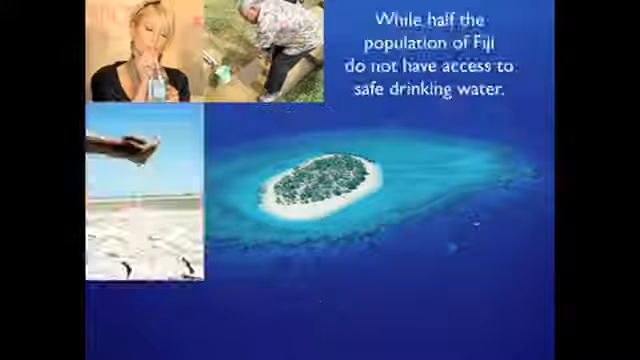 While half the
population of Fiji
do not have access to
safe drinking water.